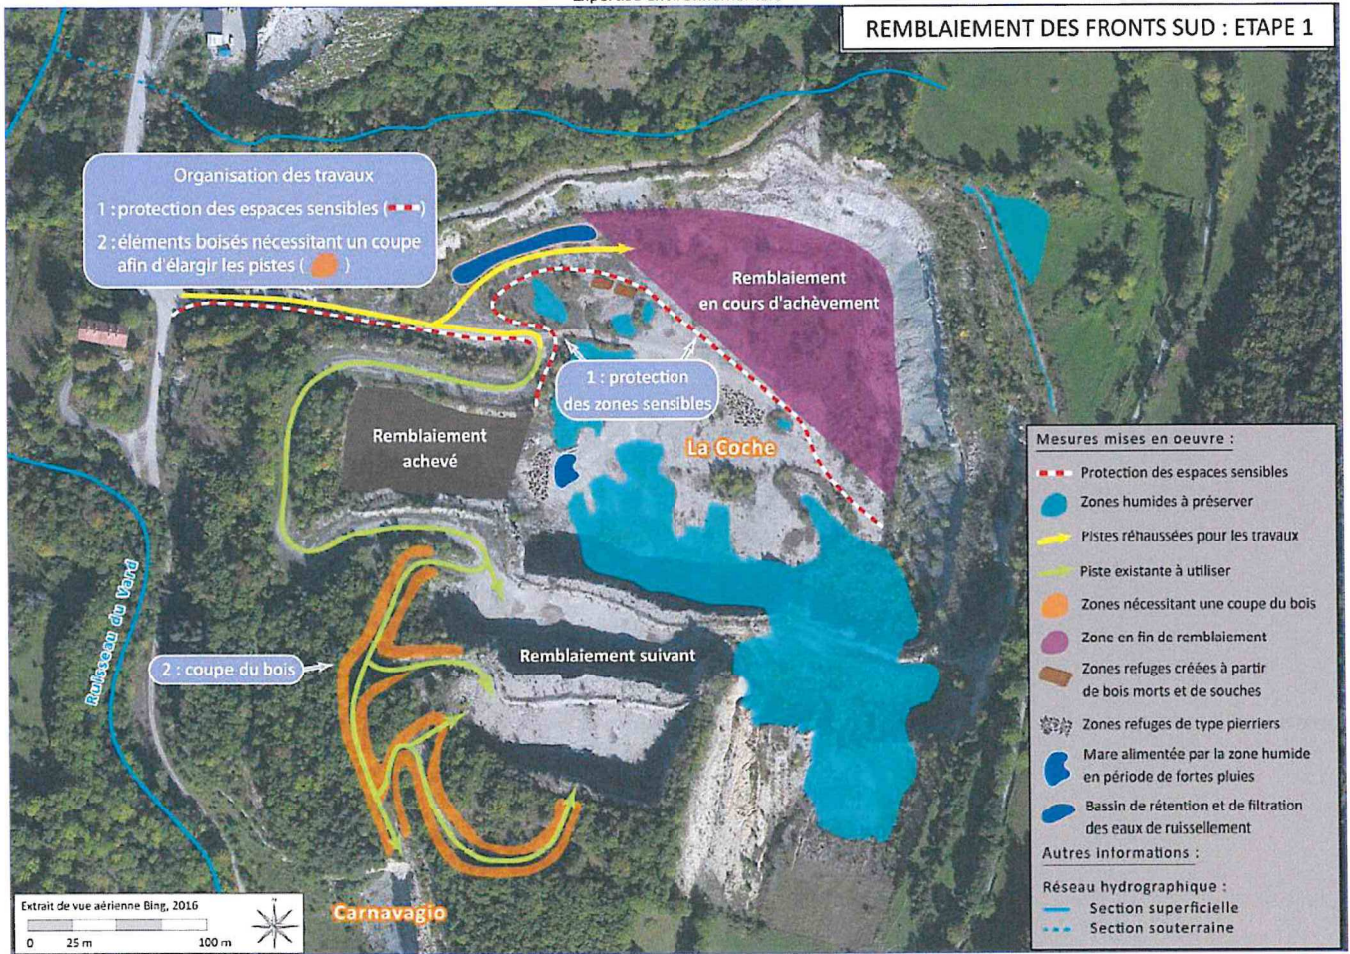 REMBLAIEMENT DES FRONTS SUD : ETAPE 1
Organisation des travaux
1 : protection des espaces sensibles ( )
2 : éléments boisés nécessitant un coupe
afin d'élargir les pistes ( )
Remblaiement
en cours d'achèvement
1 : protection
des zones sensibles
Remblaiement
achevé
La Coche
Ruisseau du Vard
2 : coupe du bois
Remblaiement suivant
Carnavagio
Mesures mises en oeuvre :
Protection des espaces sensibles
Zones humides à préserver
Pistes réhaussées pour les travaux
Piste existante à utiliser
Zones nécessitant une coupe du bois
Zone en fin de remblaiement
Zones refuges créées à partir
de bois morts et de souches
Zones refuges de type pierriers
Mare alimentée par la zone humide
en période de fortes pluies
Bassin de rétention et de filtration
des eaux de ruissellement
Autres informations :
Réseau hydrographique :
Section superficielle
Section souterraine
Extrait de vue aérienne Bing, 2016
0 25 m 100 m